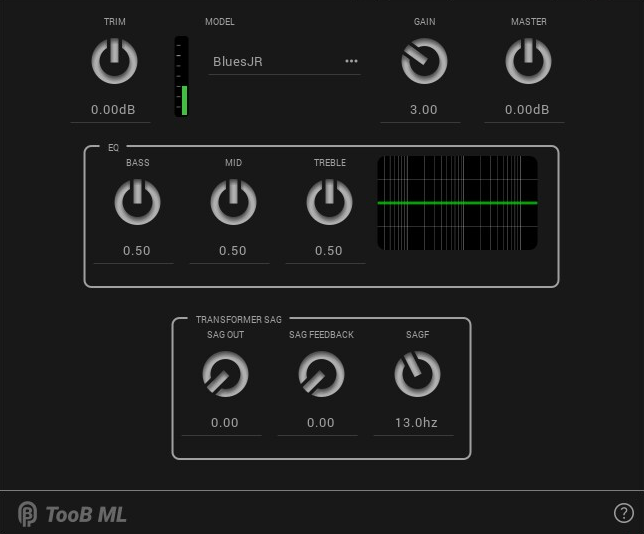 TRIM MODEL GAIN MASTER
BluesJR ...
0.00dB 3.00 0.00dB
EQ
BASS MID TREBLE
0.50 0.50 0.50
TRANSFORMER SAG
SAG OUT SAG FEEDBACK SAGF
0.00 0.00 13.0hz
TooB ML ?